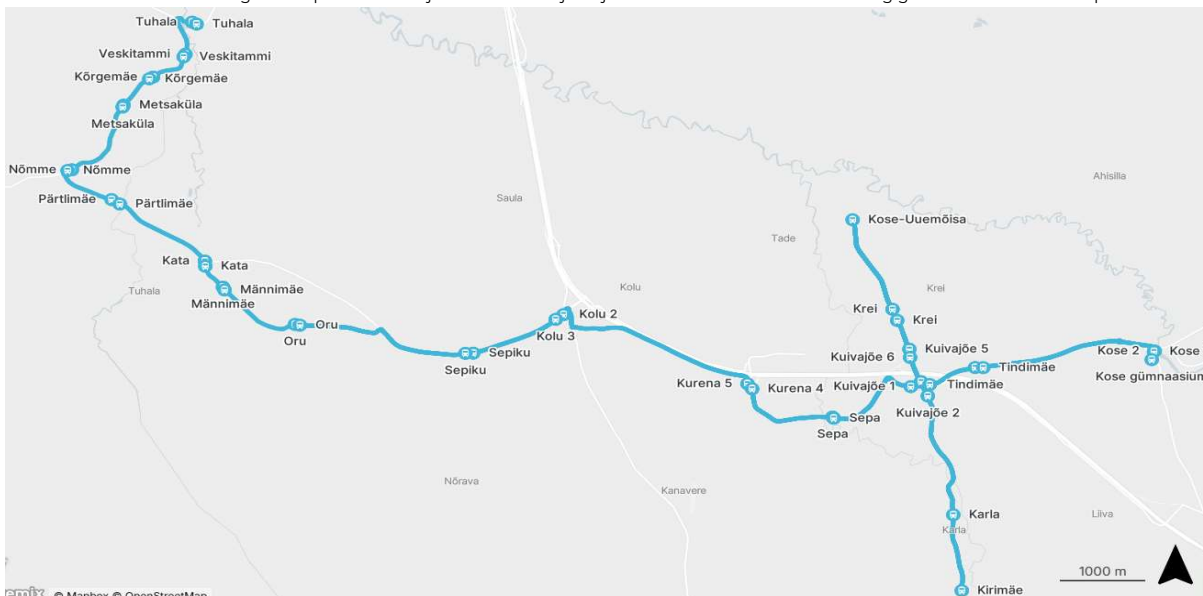 Tuhala
Tuhala
Veskitammi
Veskitammi
Kõrgemäe
Kõrgemäe
Metsaküla
Metsaküla
Nõmme
Nõmme
Saula
Ahisilla
Pärtlimäe
Pärtlimäe
Kose-Uuemõisa
Tade
Kata
Kata
Tuhala
Männimäe
Männimäe
Kolu
Krei
Krei
Krei
Kolu 2
Kolu 3
Oru
Oru
Kuivajõe 5
Kuivajõe 6
Kose 2
Kose
Kose gümnaasium
Sepiku
Sepiku
Tindimäe
Kurena 5
Kurena 4
Kuivajõe 1
Tindimäe
Kuivajõe 2
Sepa
Sepa
Nõrava
Kanavere
Karla
Karla
Liiva
1000 m
Kirimäe
© Mapbox © OpenStreetMap